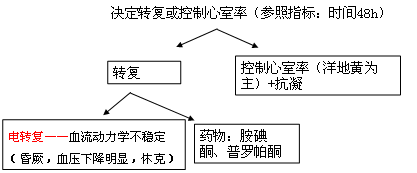 决定转复或控制心室率（参照指标：时间48h）
转复
控制心室率（洋地黄为
主）+抗凝
电转复——血流动力学不稳定
（昏厥，血压下降明显，休克）
药物：胺碘
酮、普罗帕酮